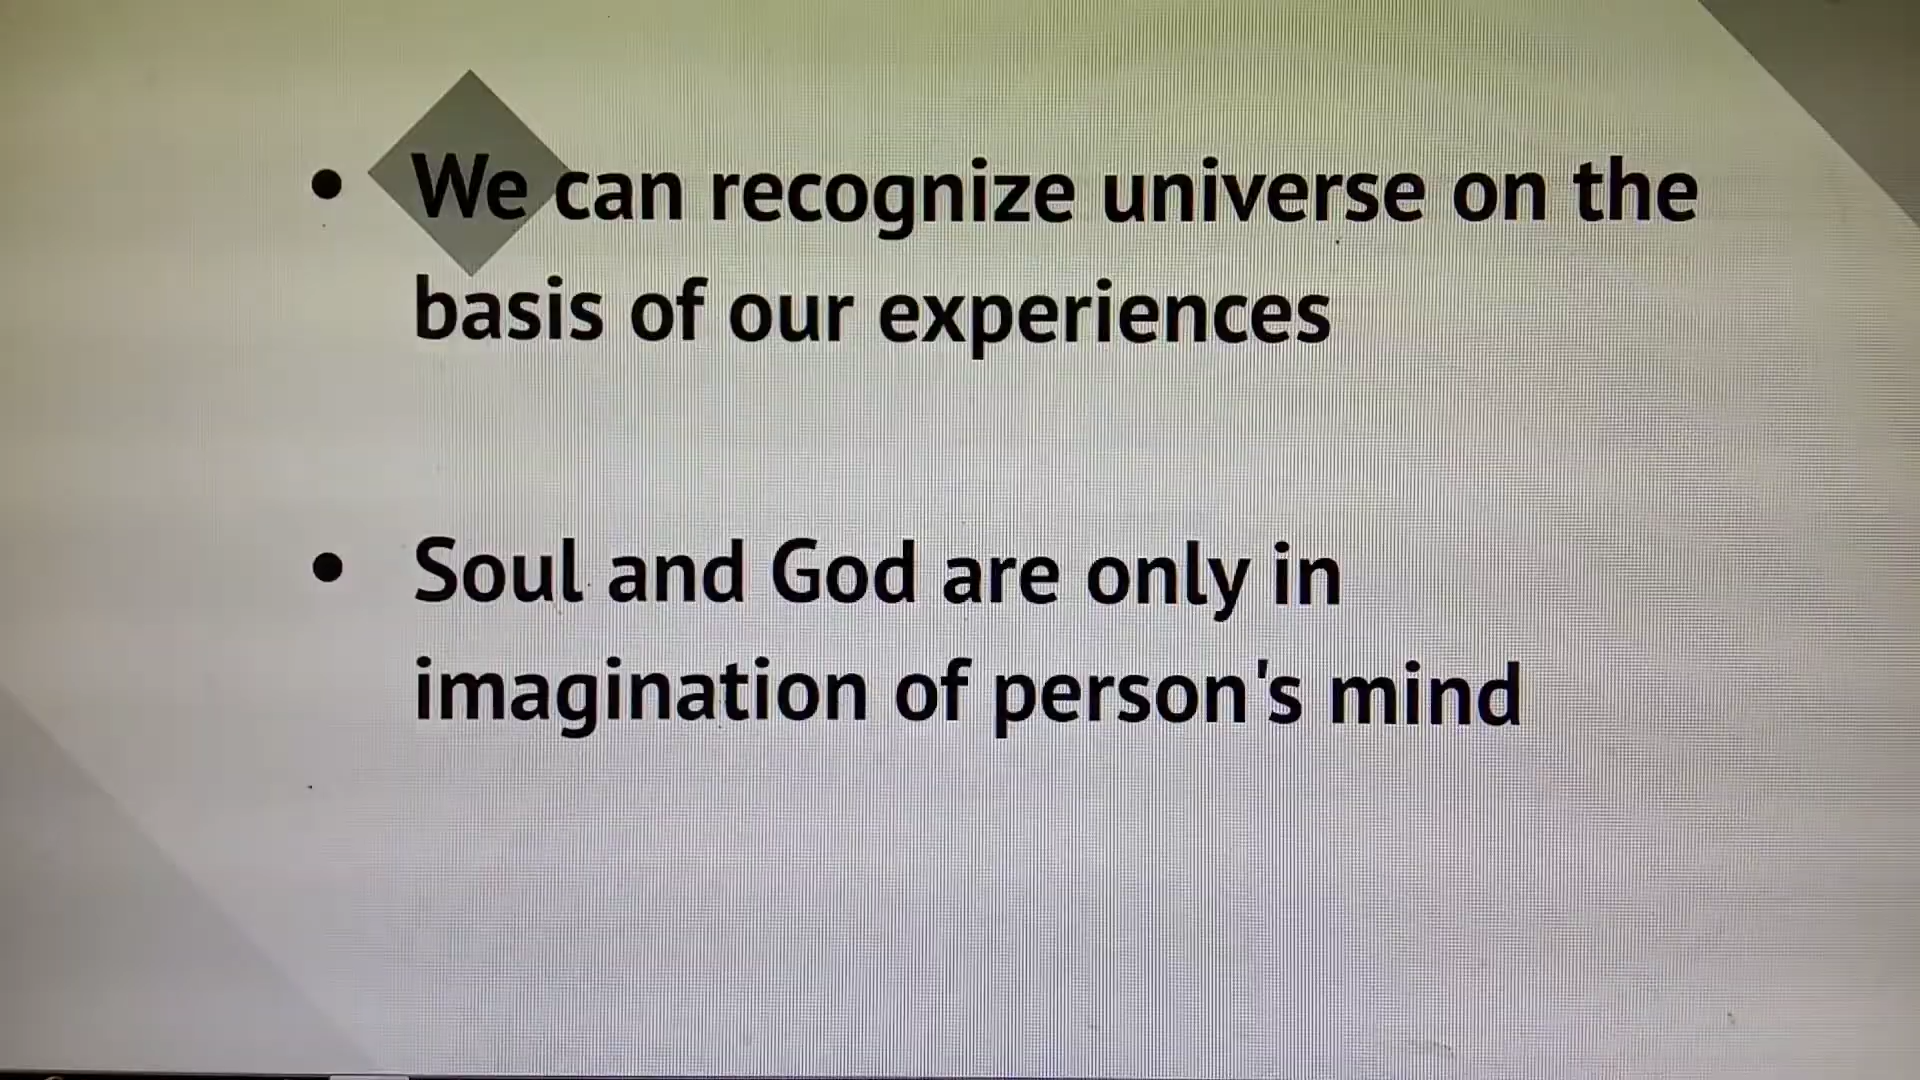 • We can recognize universe on the
basis of our experiences
• Soul and God are only in
imagination of person's mind